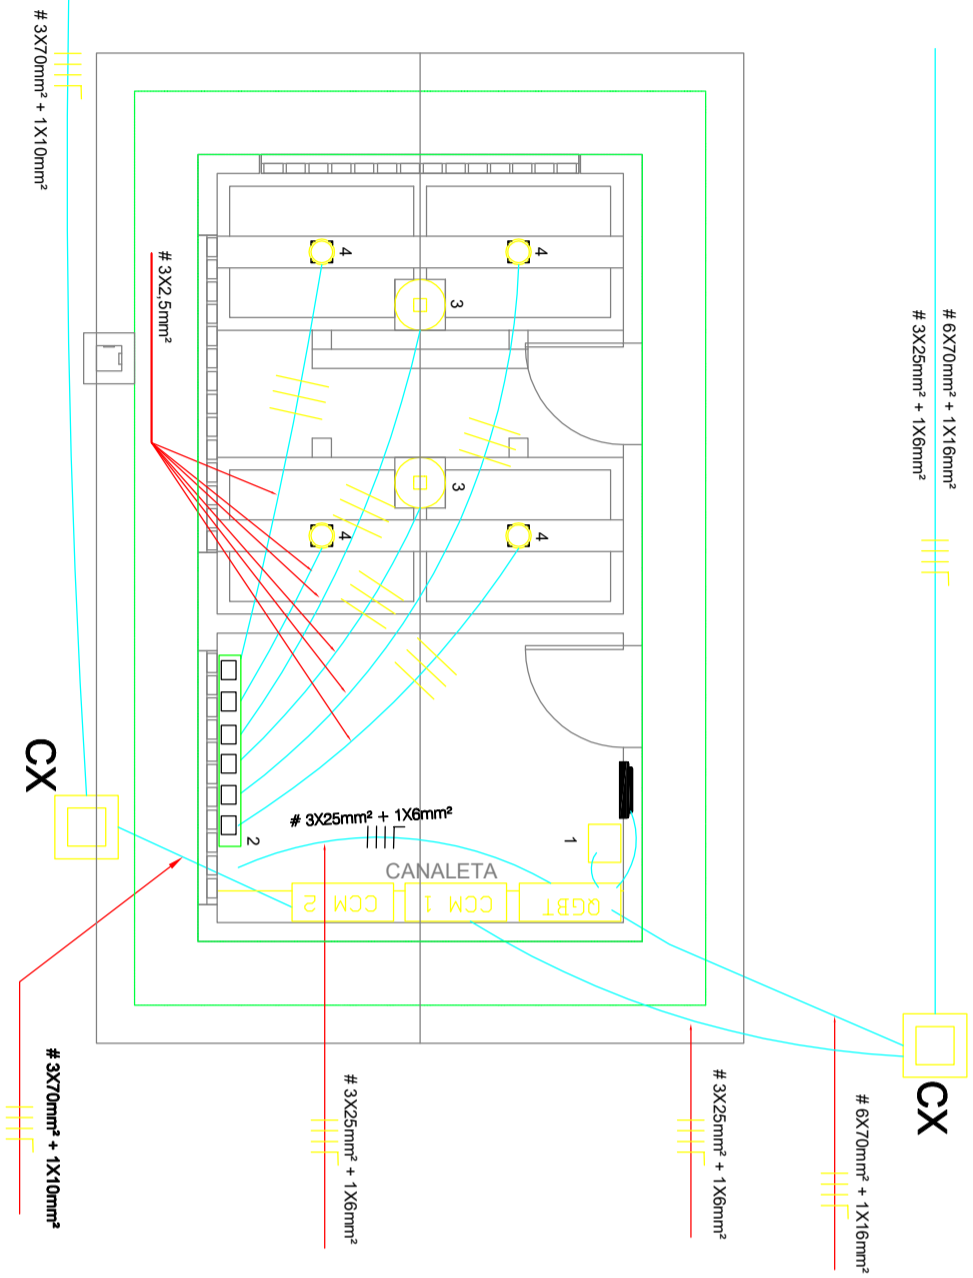 # 3X70mm² + 1X10mm²
# 6X70mm² + 1X16mm²
# 3X25mm² + 1X6mm²
# 3X2,5mm²
4
4
3
3
4
4
CX
# 3X25mm² + 1X6mm²
2
1
CANALETA
CCM 2
CCM 1
QGBT
CX
# 3X70mm² + 1X10mm²
# 3X25mm² + 1X6mm²
# 3X25mm² + 1X6mm²
# 6X70mm² + 1X16mm²